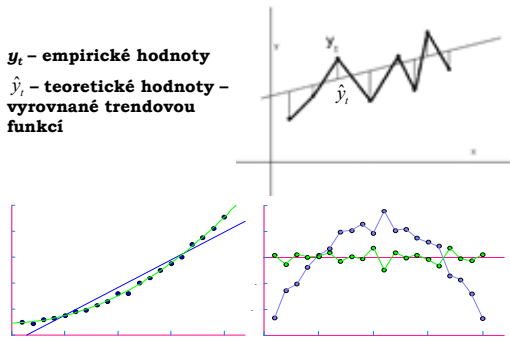 yₜ – empirické hodnoty
ŷₜ – teoretické hodnoty –
vyrovnané trendovou
funkcí
Y
yₜ
ŷₜ
X